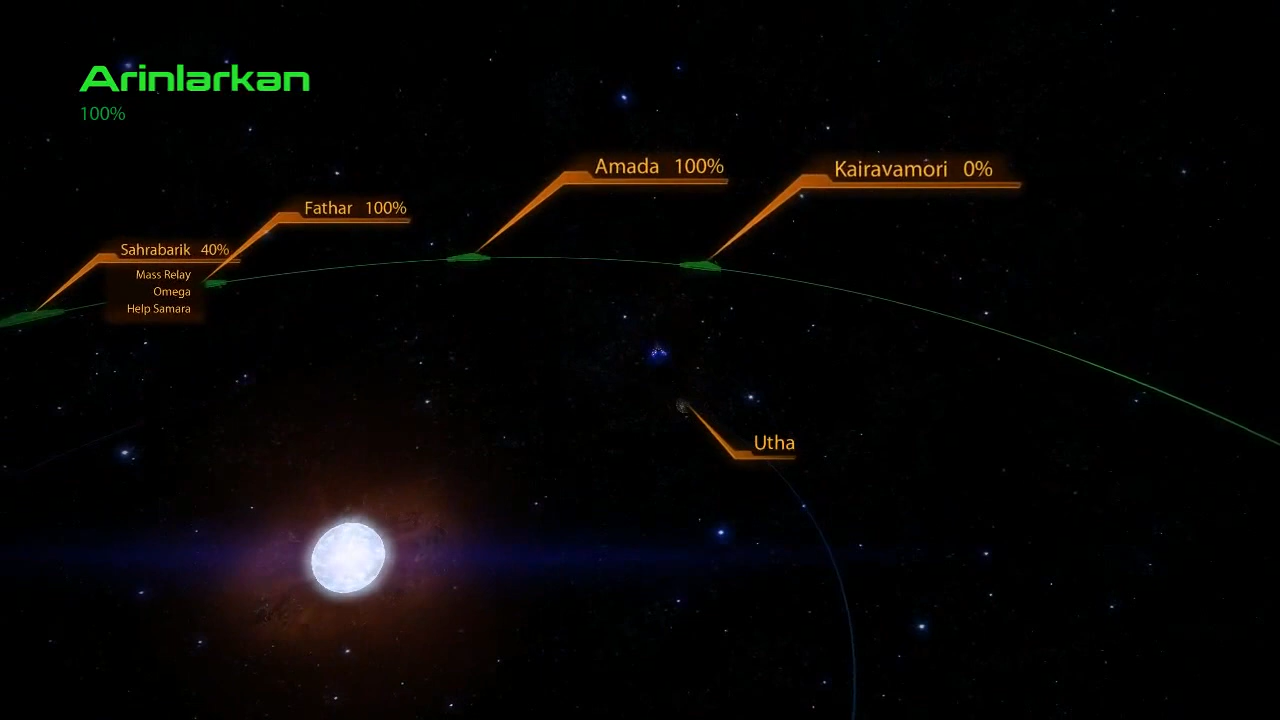 Arinlarkan
100%
Amada 100%
Kairavamori 0%
Fathar 100%
Sahrabarik 40%
Mass Relay
Omega
Help Samara
Utha